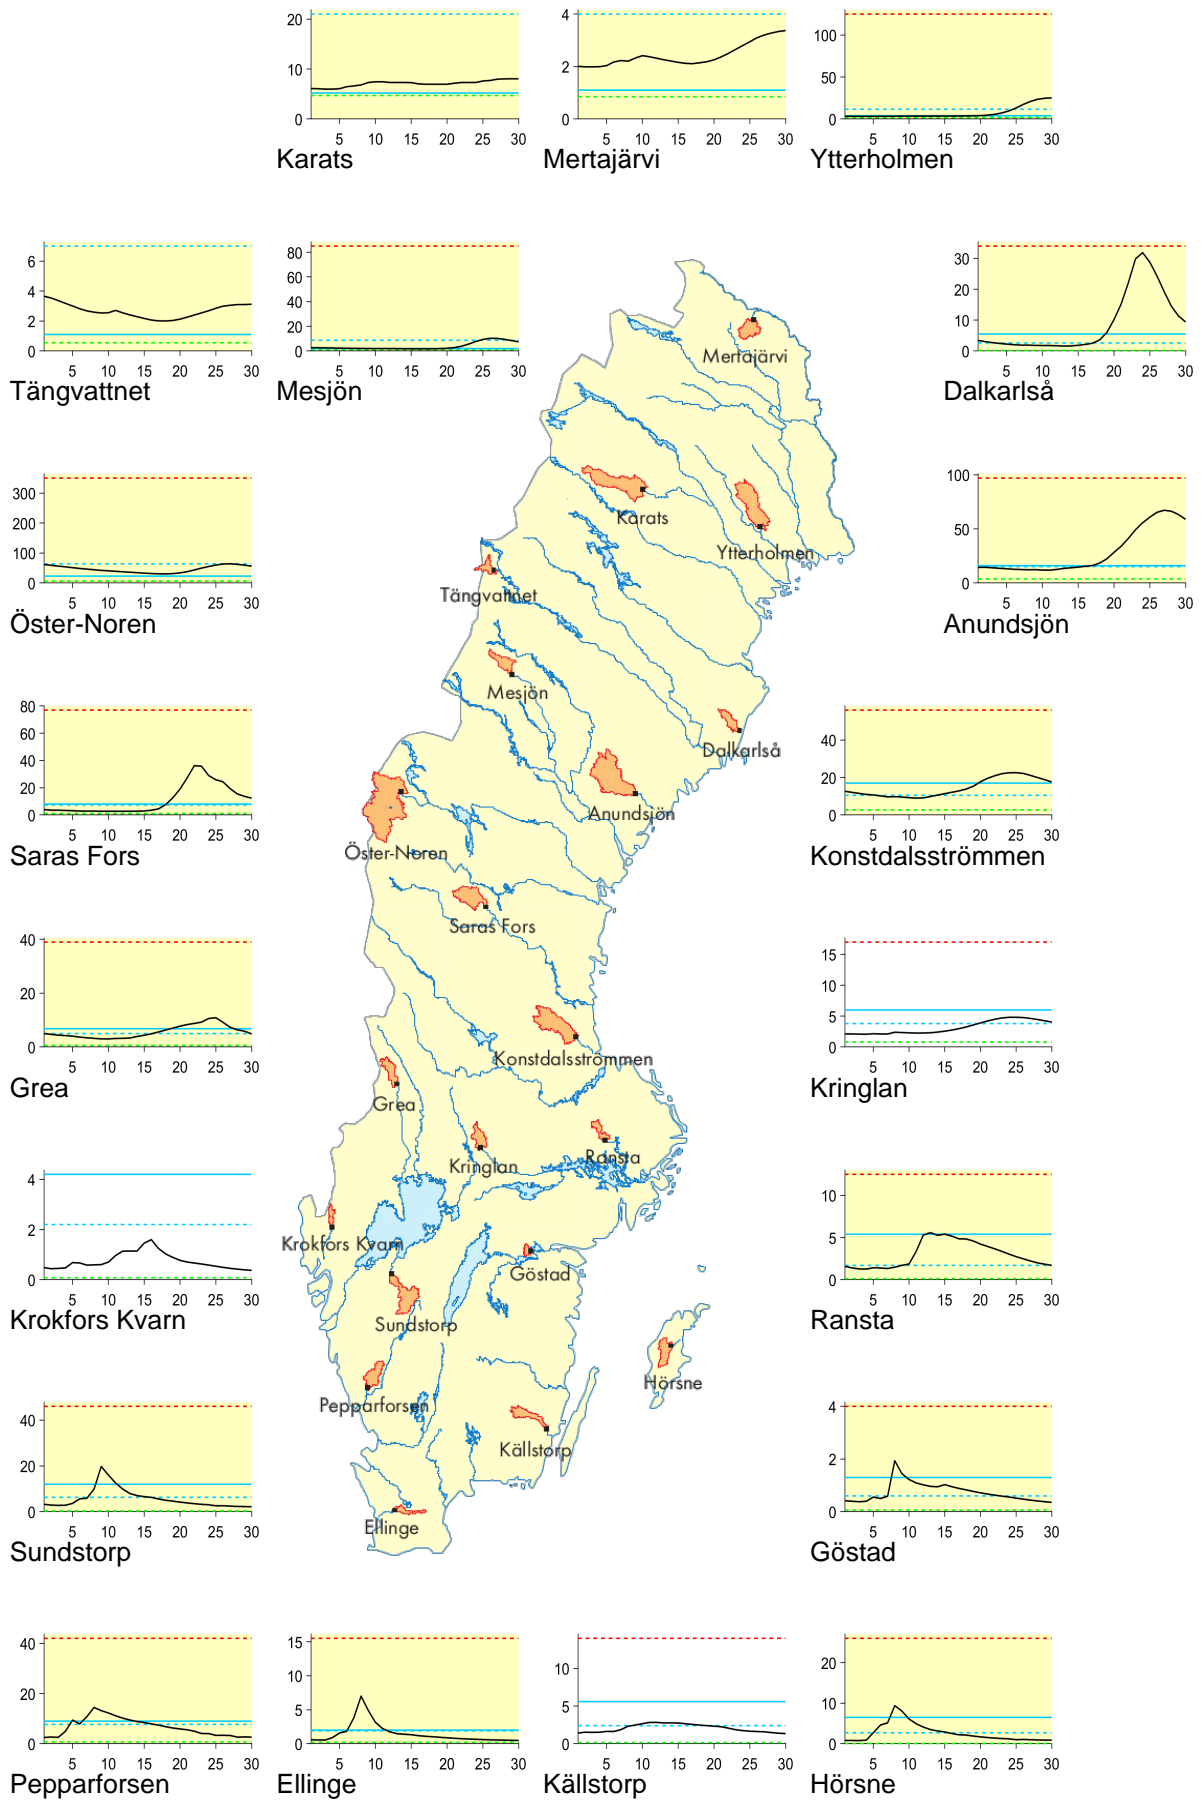 20
10
0
5 10 15 20 25 30
Karats
4
2
0
5 10 15 20 25 30
Mertajärvi
100
50
0
5 10 15 20 25 30
Ytterholmen
6
4
2
0
5 10 15 20 25 30
Tängvattnet
80
60
40
20
0
5 10 15 20 25 30
Mesjön
30
20
10
0
5 10 15 20 25 30
Dalkarlså
300
200
100
0
5 10 15 20 25 30
Öster-Noren
100
50
0
5 10 15 20 25 30
Anundsjön
80
60
40
20
0
5 10 15 20 25 30
Saras Fors
40
20
0
5 10 15 20 25 30
Konstdalsströmmen
40
20
0
5 10 15 20 25 30
Grea
15
10
5
0
5 10 15 20 25 30
Kringlan
4
2
0
5 10 15 20 25 30
Krokfors Kvarn
10
5
0
5 10 15 20 25 30
Ransta
40
20
0
5 10 15 20 25 30
Sundstorp
4
2
0
5 10 15 20 25 30
Göstad
40
20
0
5 10 15 20 25 30
Pepparforsen
15
10
5
0
5 10 15 20 25 30
Ellinge
10
5
0
5 10 15 20 25 30
Källstorp
20
10
0
5 10 15 20 25 30
Hörsne
Mertajärvi
Karats
Ytterholmen
Tängvattnet
Mesjön
Dalkarlså
Anundsjön
Öster-Noren
Saras Fors
Konstdalsströmmen
Grea
Kringlan
Ransta
Krokfors Kvarn
Göstad
Sundstorp
Hörsne
Pepparforsen
Källstorp
Ellinge